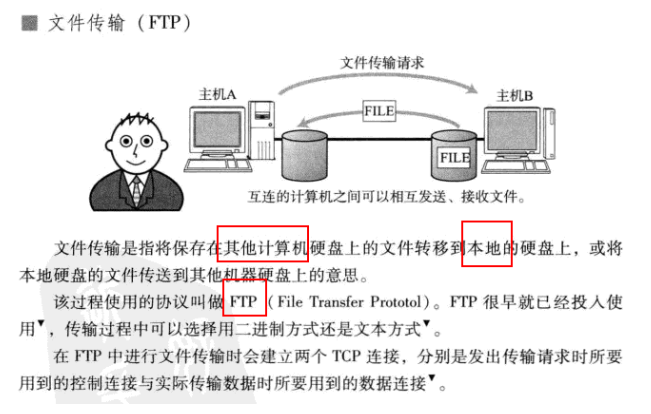 ■ 文件传输（FTP）
文件传输请求
主机A
主机B
FILE
FILE
互连的计算机之间可以相互发送、接收文件。
文件传输是指将保存在其他计算机硬盘上的文件转移到本地的硬盘上，或将
本地硬盘的文件传送到其他机器硬盘上的意思。
该过程使用的协议叫做 FTP（File Transfer Prototol）。FTP 很早就已经投入使
用▼，传输过程中可以选择用二进制方式还是文本方式▼。
在 FTP 中进行文件传输时会建立两个 TCP 连接，分别是发出传输请求时所要
用到的控制连接与实际传输数据时所要用到的数据连接▼。